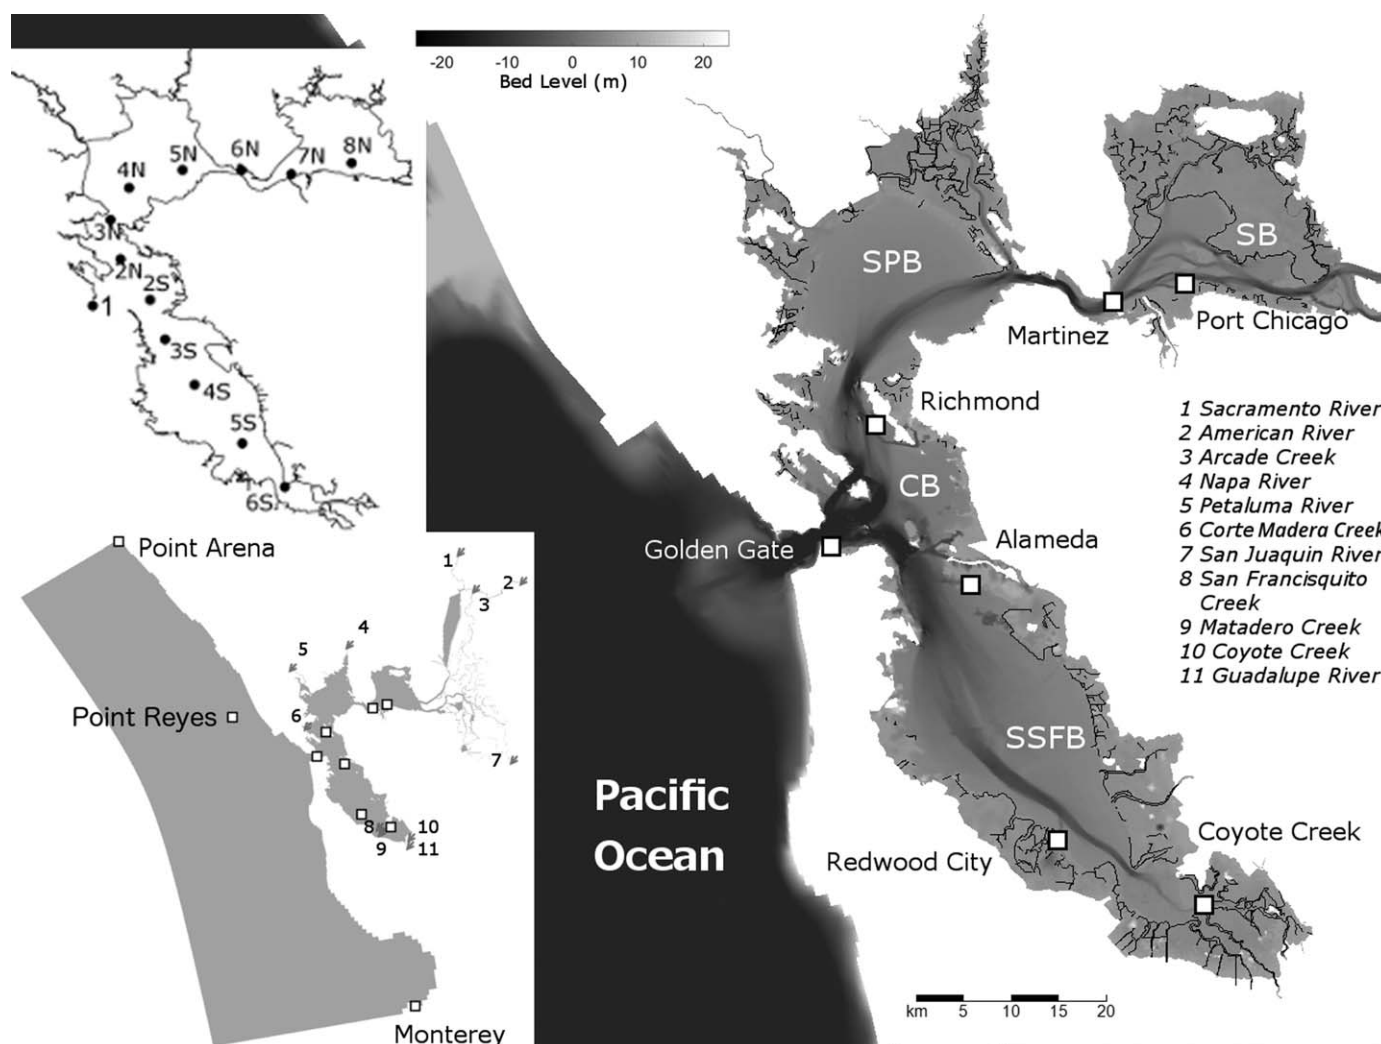 -20 -10 0 10 20
Bed Level (m)
4N
5N
6N
7N
8N
3N
2N
2S
1
3S
4S
5S
6S
SPB
SB
Martinez
Port Chicago
Richmond
CB
Golden Gate
Alameda
SSFB
Redwood City
Coyote Creek
Pacific
Ocean
1 Sacramento River
2 American River
3 Arcade Creek
4 Napa River
5 Petaluma River
6 Corte Madera Creek
7 San Juaquin River
8 San Francisquito
Creek
9 Matadero Creek
10 Coyote Creek
11 Guadalupe River
Point Arena
Point Reyes
Monterey
1
2
3
4
5
6
7
8
9
10
11
km 5 10 15 20